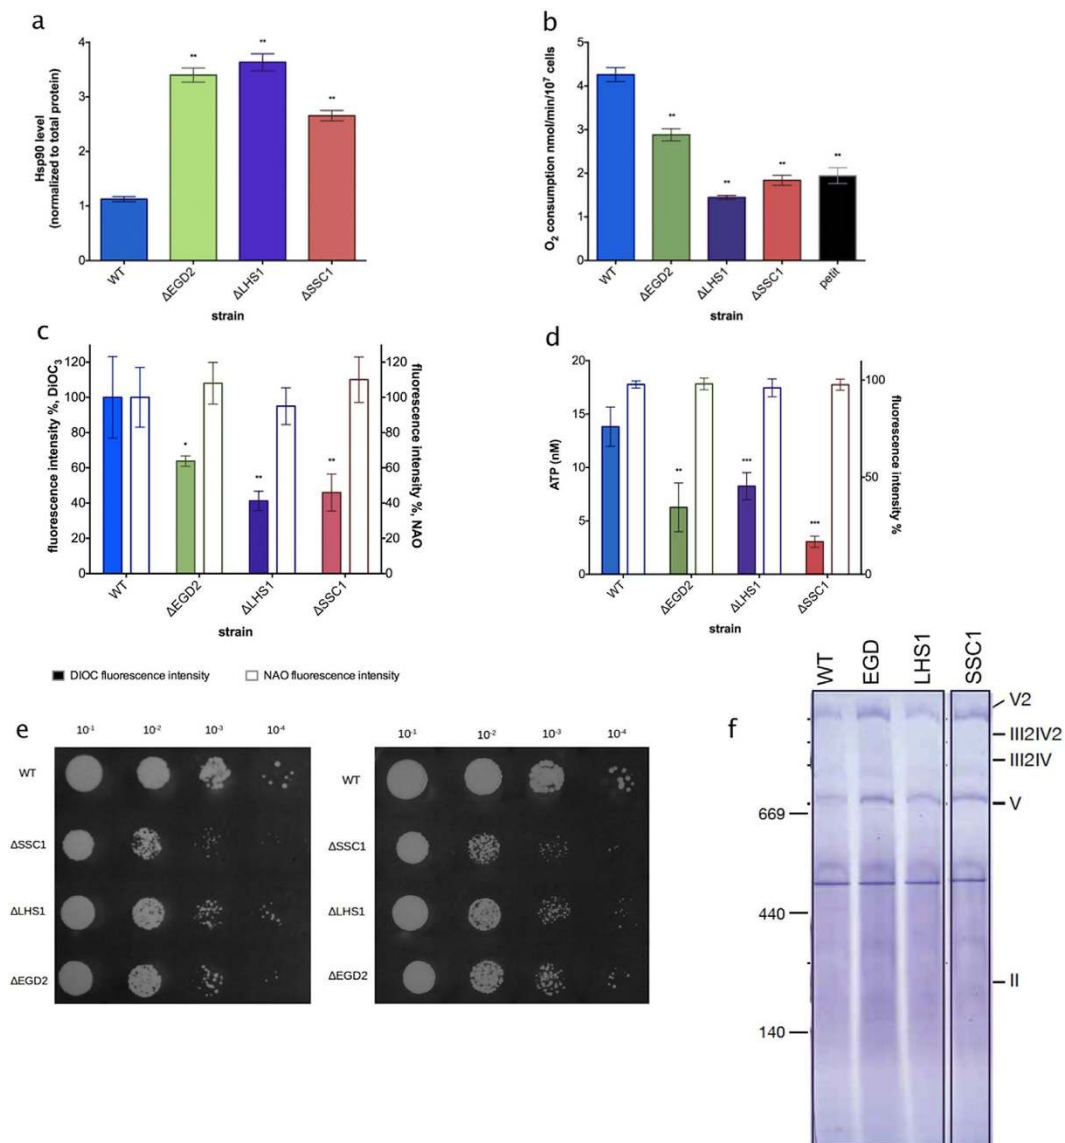 a
Hsp90 level
(normalized to total protein)
4
3
2
1
0
**
**
**
WT
ΔEGD2
ΔLHS1
ΔSSC1
strain
b
O2 consumption nmol/min/10^7 cells
5
4
3
2
1
0
**
**
**
**
WT
ΔEGD2
ΔLHS1
ΔSSC1
petit
strain
c
fluorescence intensity %, DiOC3
120
100
80
60
40
20
0
*
**
**
120
100
80
60
40
20
0
fluorescence intensity %, NAO
WT
ΔEGD2
ΔLHS1
ΔSSC1
strain
d
ATP (nM)
20
15
10
5
0
**
***
***
100
50
0
fluorescence intensity %
WT
ΔEGD2
ΔLHS1
ΔSSC1
strain
DIOC fluorescence intensity
NAO fluorescence intensity
e
10-1 10-2 10-3 10-4
WT
ΔSSC1
ΔLHS1
ΔEGD2
10-1 10-2 10-3 10-4
WT
ΔSSC1
ΔLHS1
ΔEGD2
f
WT
EGD
LHS1
SSC1
V2
III2IV2
III2IV
V
II
669
440
140